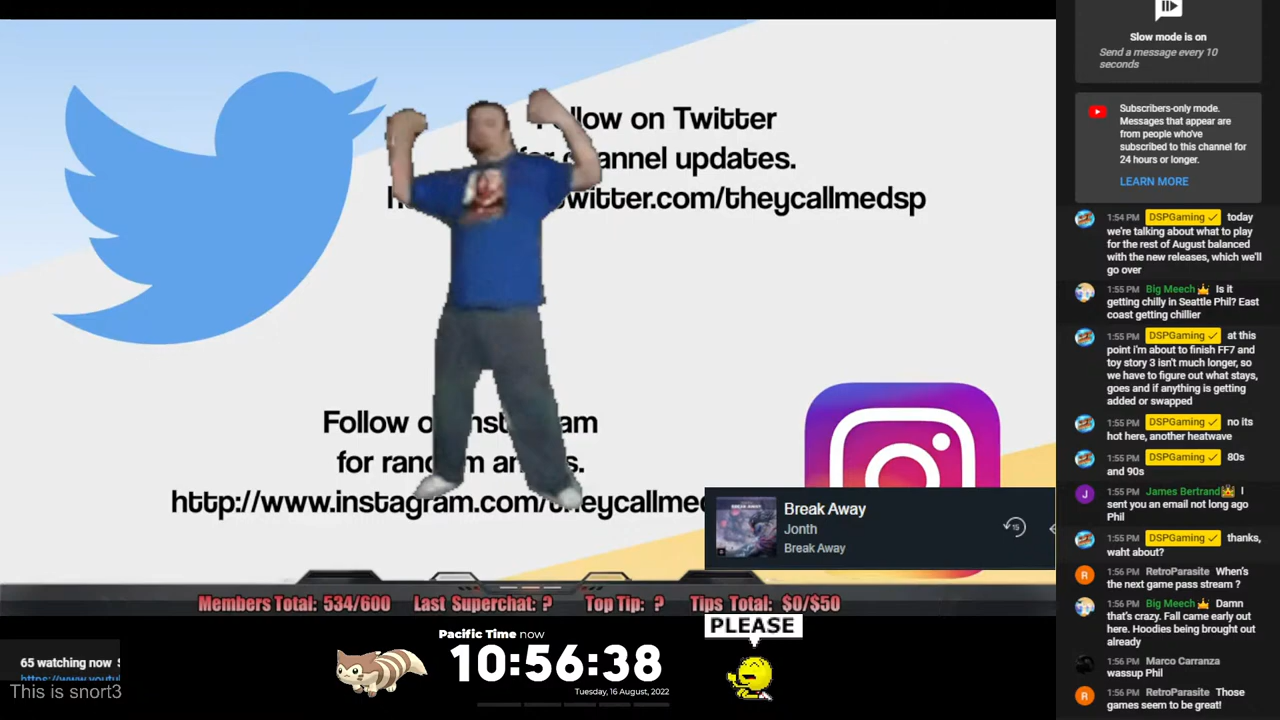 Follow on Twitter
for channel updates.
twitter.com/theycallmedsp
Follow on Instagram
for random
http://www.instagram.com/theycallmed
Break Away
Jonth
Break Away
15
Members Total: 534/600 Last Superchat: ? Top Tip: ? Tips Total: $0/$50
PLEASE
Pacific Time now
10:56:38
Tuesday, 16 August, 2022
65 watching now
https://www.youtu
This is snort3
Slow mode is on
Send a message every 10
seconds
Subscribers-only mode.
Messages that appear are
from people who've
subscribed to this channel for
24 hours or longer.
LEARN MORE
1:54 PM DSPGaming today
we're talking about what to play
for the rest of August balanced
with the new releases, which we'll
go over
1:55 PM Big Meech Is it
getting chilly in Seattle Phil? East
coast getting chillier
1:55 PM DSPGaming at this
point i'm about to finish FF7 and
toy story 3 isn't much longer, so
we have to figure out what stays,
goes and if anything is getting
added or swapped
1:55 PM DSPGaming no its
hot here, another heatwave
1:55 PM DSPGaming 80s
and 90s
J
1:55 PM James Bertrand I
sent you an email not long ago
Phil
1:55 PM DSPGaming thanks,
waht about?
R
1:56 PM RetroParasite When's
the next game pass stream ?
1:56 PM Big Meech Damn
that's crazy. Fall came early out
here. Hoodies being brought out
already
1:56 PM Marco Carranza
wassup Phil
R
1:56 PM RetroParasite Those
games seem to be great!